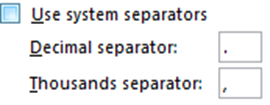 Use system separators
Decimal separator: .
Thousands separator: ,